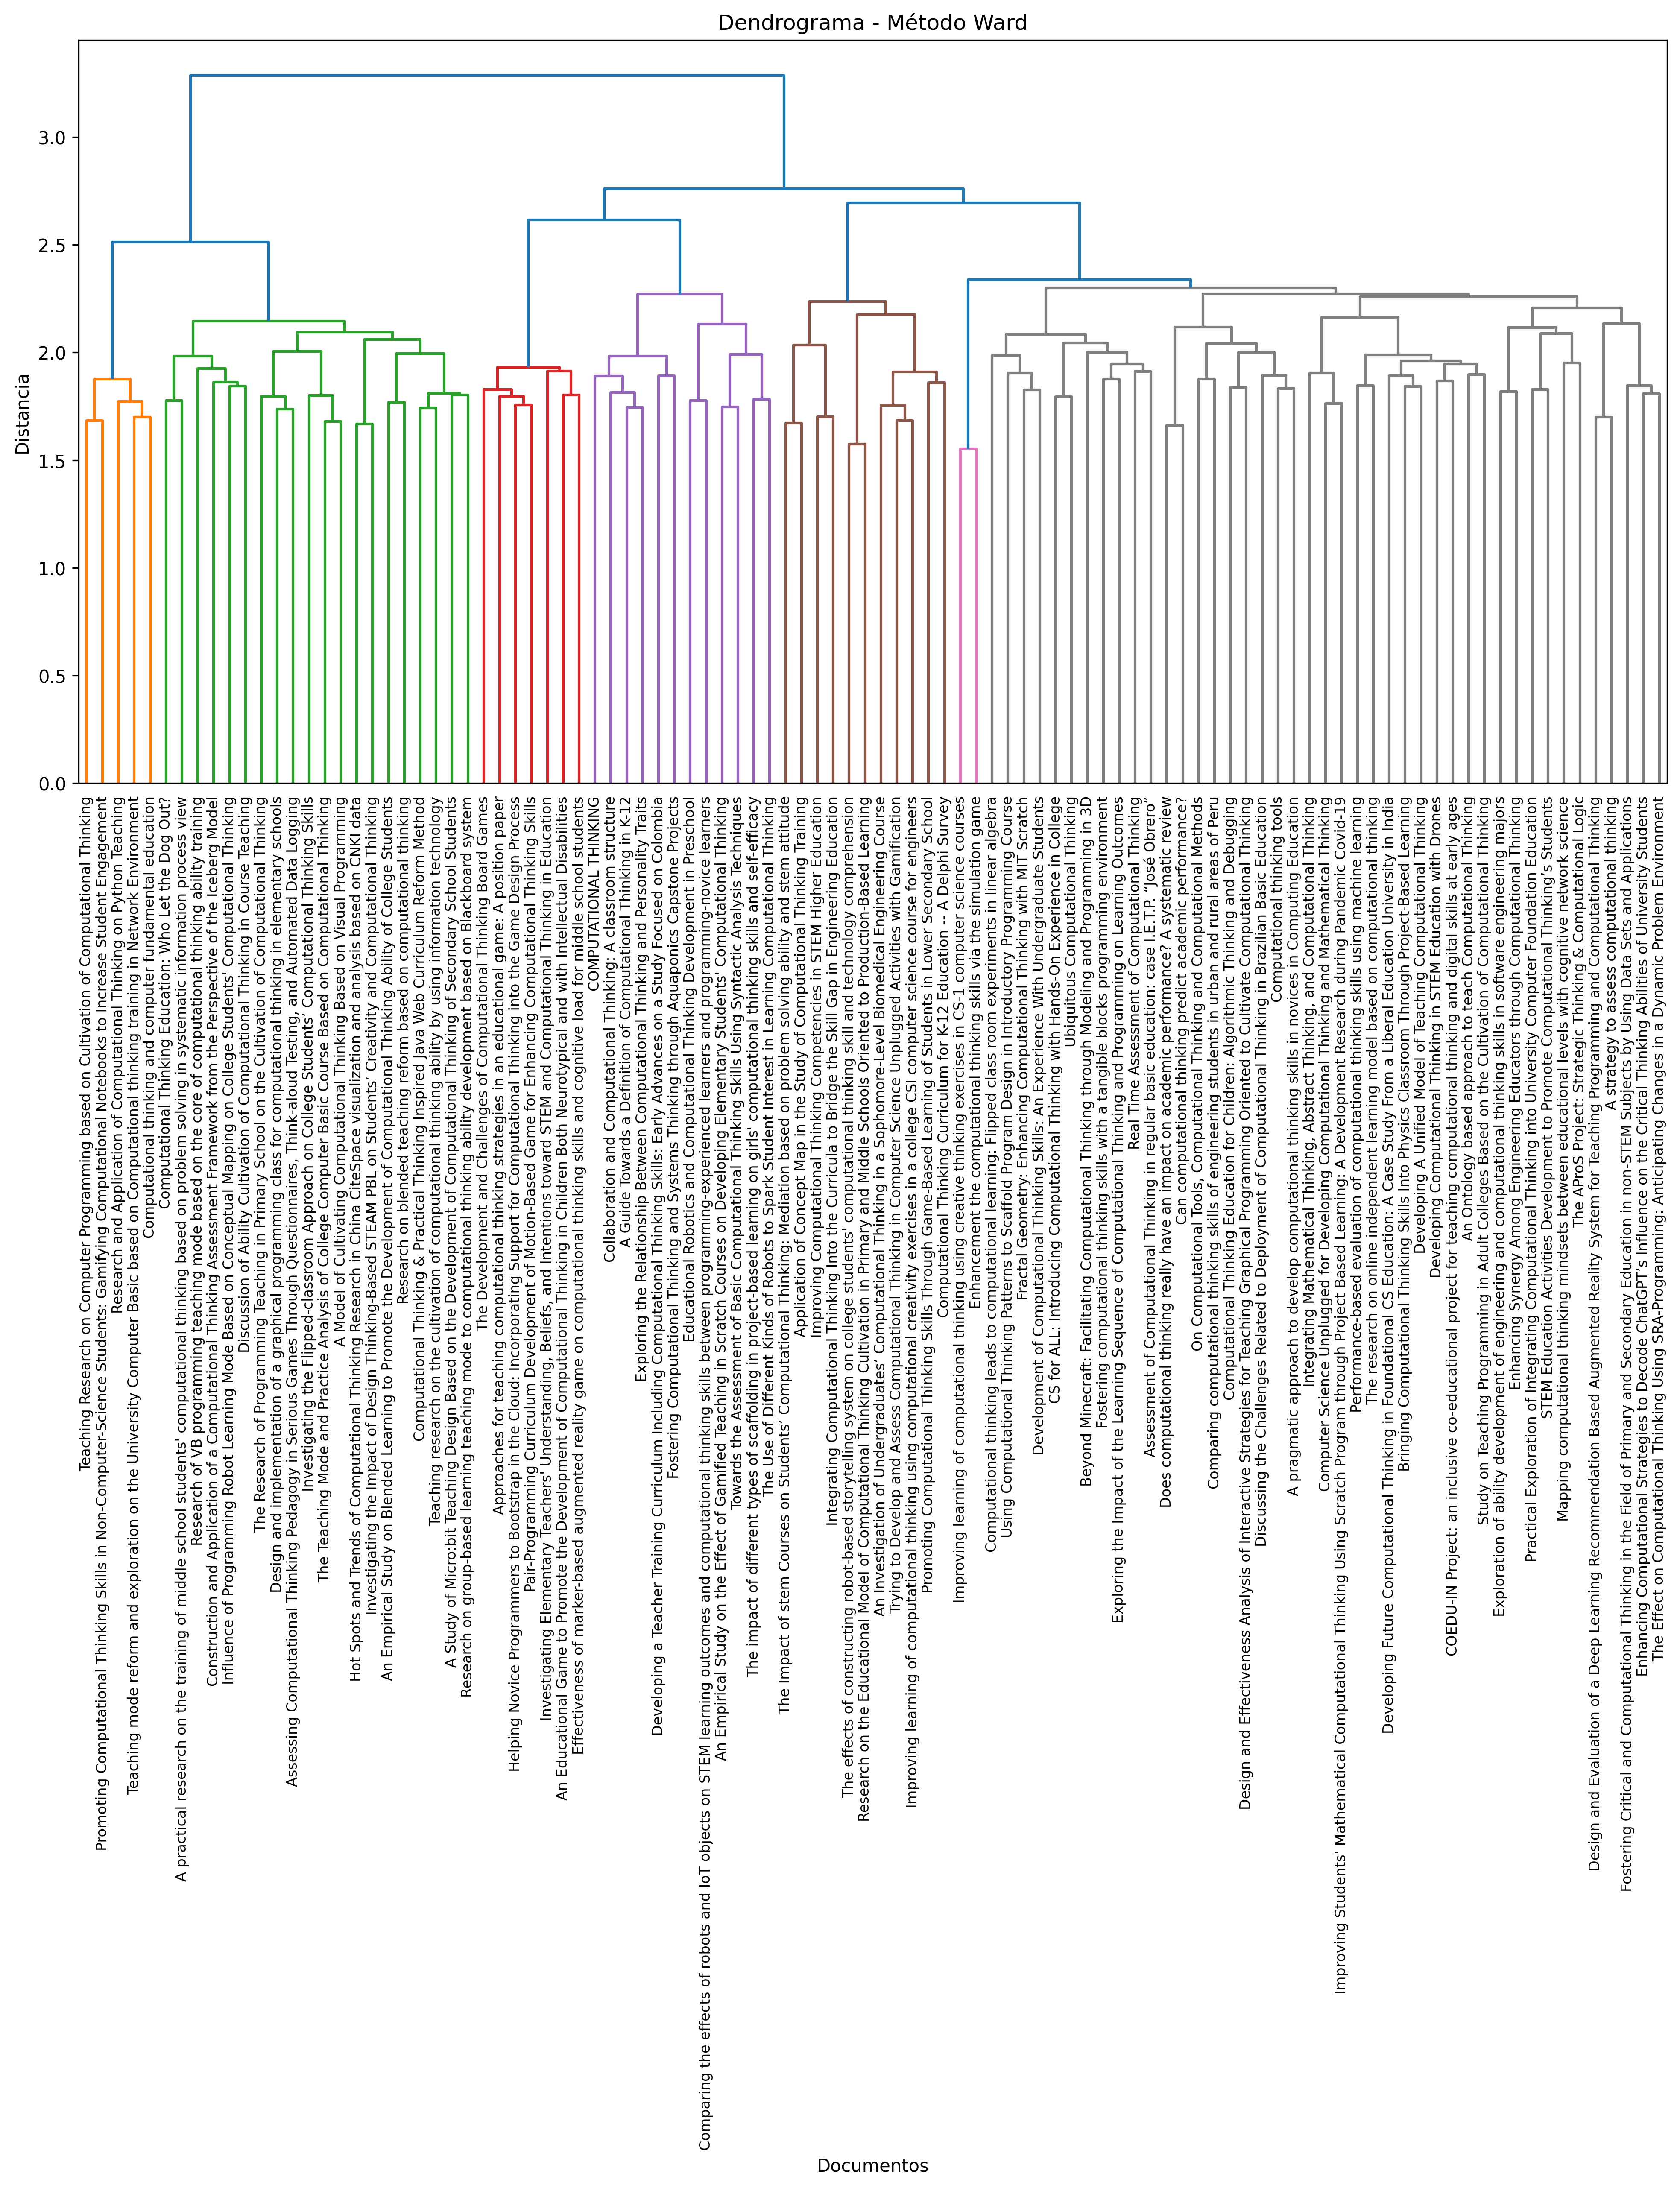 Dendrograma - Método Ward
Distancia
3.0
2.5
2.0
1.5
1.0
0.5
0.0
Teaching Research on Computer Programming based on Cultivation of Computational Thinking
Promoting Computational Thinking Skills in Non-Computer-Science Students: Gamifying Computational Notebooks to Increase Student Engagement
Research and Application of Computational Thinking on Python Teaching
Teaching mode reform and exploration on the University Computer Basic based on Computational Thinking training in Network Environment
Computational thinking and computer fundamental education
Computational Thinking Education: Who Let the Dog Out?
A practical research on the training of middle school students' computational thinking based on problem solving in systematic information process view
Research of VB programming teaching mode based on the core of computational thinking ability training
Construction and Application of a Computational Thinking Assessment Framework from the Perspective of the Iceberg Model
Influence of Programming Robot Learning Mode Based on Conceptual Mapping on College Students' Computational Thinking
Discussion of Ability Cultivation of Computational Thinking in Course Teaching
The Research of Programming Teaching in Primary School on the Cultivation of Computational Thinking
Design and implementation of a graphical programming class for computational thinking in elementary schools
Assessing Computational Thinking Pedagogy in Serious Games Through Questionnaires, Think-aloud Testing, and Automated Data Logging
Investigating the Flipped-classroom Approach on College Students’ Computational Thinking Skills
The Teaching Mode and Practice Analysis of College Computer Basic Course Based on Computational Thinking
A Model of Cultivating Computational Thinking Based on Visual Programming
Hot Spots and Trends of Computational Thinking Research in China CiteSpace visualization and analysis based on CNKI data
Investigating the Impact of Design Thinking-Based STEAM PBL on Students’ Creativity and Computational Thinking
An Empirical Study on Blended Learning to Promote the Development of Computational Thinking Ability of College Students
Research on blended teaching reform based on computational thinking
Computational Thinking & Practical Thinking Inspired Java Web Curriculum Reform Method
Teaching research on the cultivation of computational thinking ability by using information technology
A Study of Micro:bit Teaching Design Based on the Development of Computational Thinking of Secondary School Students
Research on group-based learning teaching mode to computational thinking ability development based on Blackboard system
The Development and Challenges of Computational Thinking Board Games
Approaches for teaching computational thinking strategies in an educational game: A position paper
Helping Novice Programmers to Bootstrap in the Cloud: Incorporating Support for Computational Thinking into the Game Design Process
Pair-Programming Curriculum Development of Motion-Based Game for Enhancing Computational Thinking Skills
Investigating Elementary Teachers' Understanding, Beliefs, and Intentions toward STEM and Computational Thinking in Education
An Educational Game to Promote the Development of Computational Thinking in Children Both Neurotypical and with Intellectual Disabilities
Effectiveness of marker-based augmented reality game on computational thinking skills and cognitive load for middle school students
COMPUTATIONAL THINKING
Collaboration and Computational Thinking: A classroom structure
A Guide Towards a Definition of Computational Thinking in K-12
Exploring the Relationship Between Computational Thinking and Personality Traits
Developing a Teacher Training Curriculum Including Computational Thinking Skills: Early Advances on a Study Focused on Colombia
Fostering Computational Thinking and Systems Thinking through Aquaponics Capstone Projects
Educational Robotics and Computational Thinking Development in Preschool
Comparing the effects of robots and IoT objects on STEM learning outcomes and computational thinking skills between programming-experienced learners and programming-novice learners
An Empirical Study on the Effect of Gamified Teaching in Scratch Courses on Developing Elementary Students’ Computational Thinking
Towards the Assessment of Basic Computational Thinking Skills Using Syntactic Analysis Techniques
The impact of different types of scaffolding in project-based learning on girls' computational thinking skills and self-efficacy
The Use of Different Kinds of Robots to Spark Student Interest in Learning Computational Thinking
The Impact of stem Courses on Students’ Computational Thinking: Mediation based on problem solving ability and stem attitude
Application of Concept Map in the Study of Computational Thinking Training
Improving Computational Thinking Competencies in STEM Higher Education
Integrating Computational Thinking Into the Curricula to Bridge the Skill Gap in Engineering Education
The effects of constructing robot-based storytelling system on college students' computational thinking skill and technology comprehension
Research on the Educational Model of Computational Thinking Cultivation in Primary and Middle Schools Oriented to Production-Based Learning
An Investigation of Undergraduates’ Computational Thinking in a Sophomore-Level Biomedical Engineering Course
Trying to Develop and Assess Computational Thinking in Computer Science Unplugged Activities with Gamification
Improving learning of computational thinking using computational creativity exercises in a college CSI computer science course for engineers
Promoting Computational Thinking Skills Through Game-Based Learning of Students in Lower Secondary School
Computational Thinking Curriculum for K-12 Education -- A Delphi Survey
Improving learning of computational thinking using creative thinking exercises in CS-1 computer science courses
Enhancement the computational thinking skills via the simulation game
Computational thinking leads to computational learning: Flipped class room experiments in linear algebra
Using Computational Thinking Patterns to Scaffold Program Design in Introductory Programming Course
Fractal Geometry: Enhancing Computational Thinking with MIT Scratch
Development of Computational Thinking Skills: An Experience With Undergraduate Students
CS for ALL: Introducing Computational Thinking with Hands-On Experience in College
Ubiquitous Computational Thinking
Beyond Minecraft: Facilitating Computational Thinking through Modeling and Programming in 3D
Fostering computational thinking skills with a tangible blocks programming environment
Exploring the Impact of the Learning Sequence of Computational Thinking and Programming on Learning Outcomes
Real Time Assessment of Computational Thinking
Assessment of Computational Thinking in regular basic education: case I.E.T.P. “José Obrero”
Does computational thinking really have an impact on academic performance? A systematic review
Can computational thinking predict academic performance?
On Computational Tools, Computational Thinking and Computational Methods
Comparing computational thinking skills of engineering students in urban and rural areas of Peru
Computational Thinking Education for Children: Algorithmic Thinking and Debugging
Design and Effectiveness Analysis of Interactive Strategies for Teaching Graphical Programming Oriented to Cultivate Computational Thinking
Discussing the Challenges Related to Deployment of Computational Thinking in Brazilian Basic Education
Computational thinking tools
A pragmatic approach to develop computational thinking skills in novices in Computing Education
Integrating Mathematical Thinking, Abstract Thinking, and Computational Thinking
Computer Science Unplugged for Developing Computational Thinking and Mathematical Thinking
Improving Students' Mathematical Computational Thinking Using Scratch Program through Project Based Learning: A Development Research during Pandemic Covid-19
Performance-based evaluation of computational thinking skills using machine learning
The research on online independent learning model based on computational thinking
Developing Future Computational Thinking in Foundational CS Education: A Case Study From a Liberal Education University in India
Bringing Computational Thinking Skills Into Physics Classroom Through Project-Based Learning
Developing A Unified Model of Teaching Computational Thinking
Developing Computational Thinking in STEM Education with Drones
COEDU-IN Project: an inclusive co-educational project for teaching computational thinking and digital skills at early ages
An Ontology based approach to teach Computational Thinking
Study on Teaching Programming in Adult Colleges Based on the Cultivation of Computational Thinking
Exploration of ability development of engineering and computational thinking skills in software engineering majors
Enhancing Synergy Among Engineering Educators through Computational Thinking
Practical Exploration of Integrating Computational Thinking into University Computer Foundation Education
STEM Education Activities Development to Promote Computational Thinking’s Students
Mapping computational thinking mindsets between educational levels with cognitive network science
The AProS Project: Strategic Thinking & Computational Logic
Design and Evaluation of a Deep Learning Recommendation Based Augmented Reality System for Teaching Programming and Computational Thinking
A strategy to assess computational thinking
Fostering Critical and Computational Thinking in the Field of Primary and Secondary Education in non-STEM Subjects by Using Data Sets and Applications
Enhancing Computational Strategies to Decode ChatGPT’s Influence on the Critical Thinking Abilities of University Students
The Effect on Computational Thinking Using SRA-Programming: Anticipating Changes in a Dynamic Problem Environment
Documentos